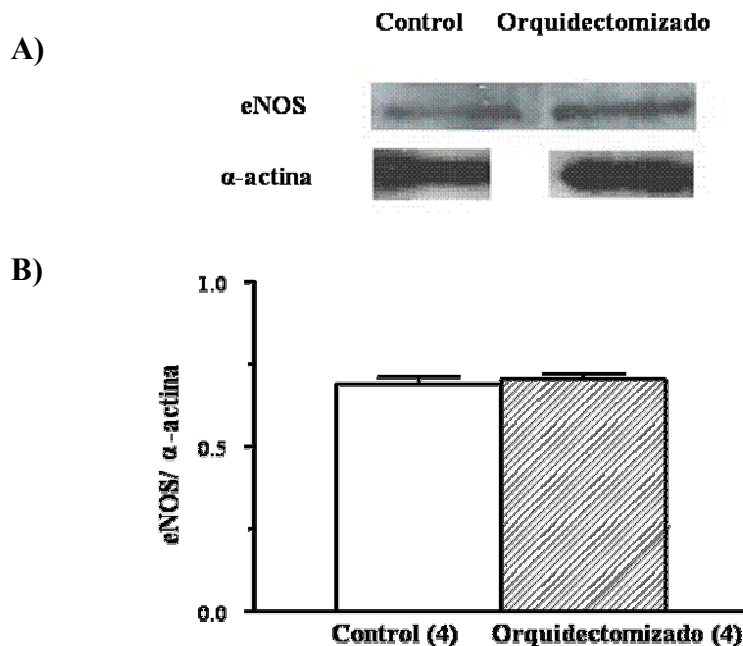 Control Orquidectomizado
A)
eNOS
α-actina
B)
1.0
0.5
0.0
eNOS/ α-actina
Control (4) Orquidectomizado (4)